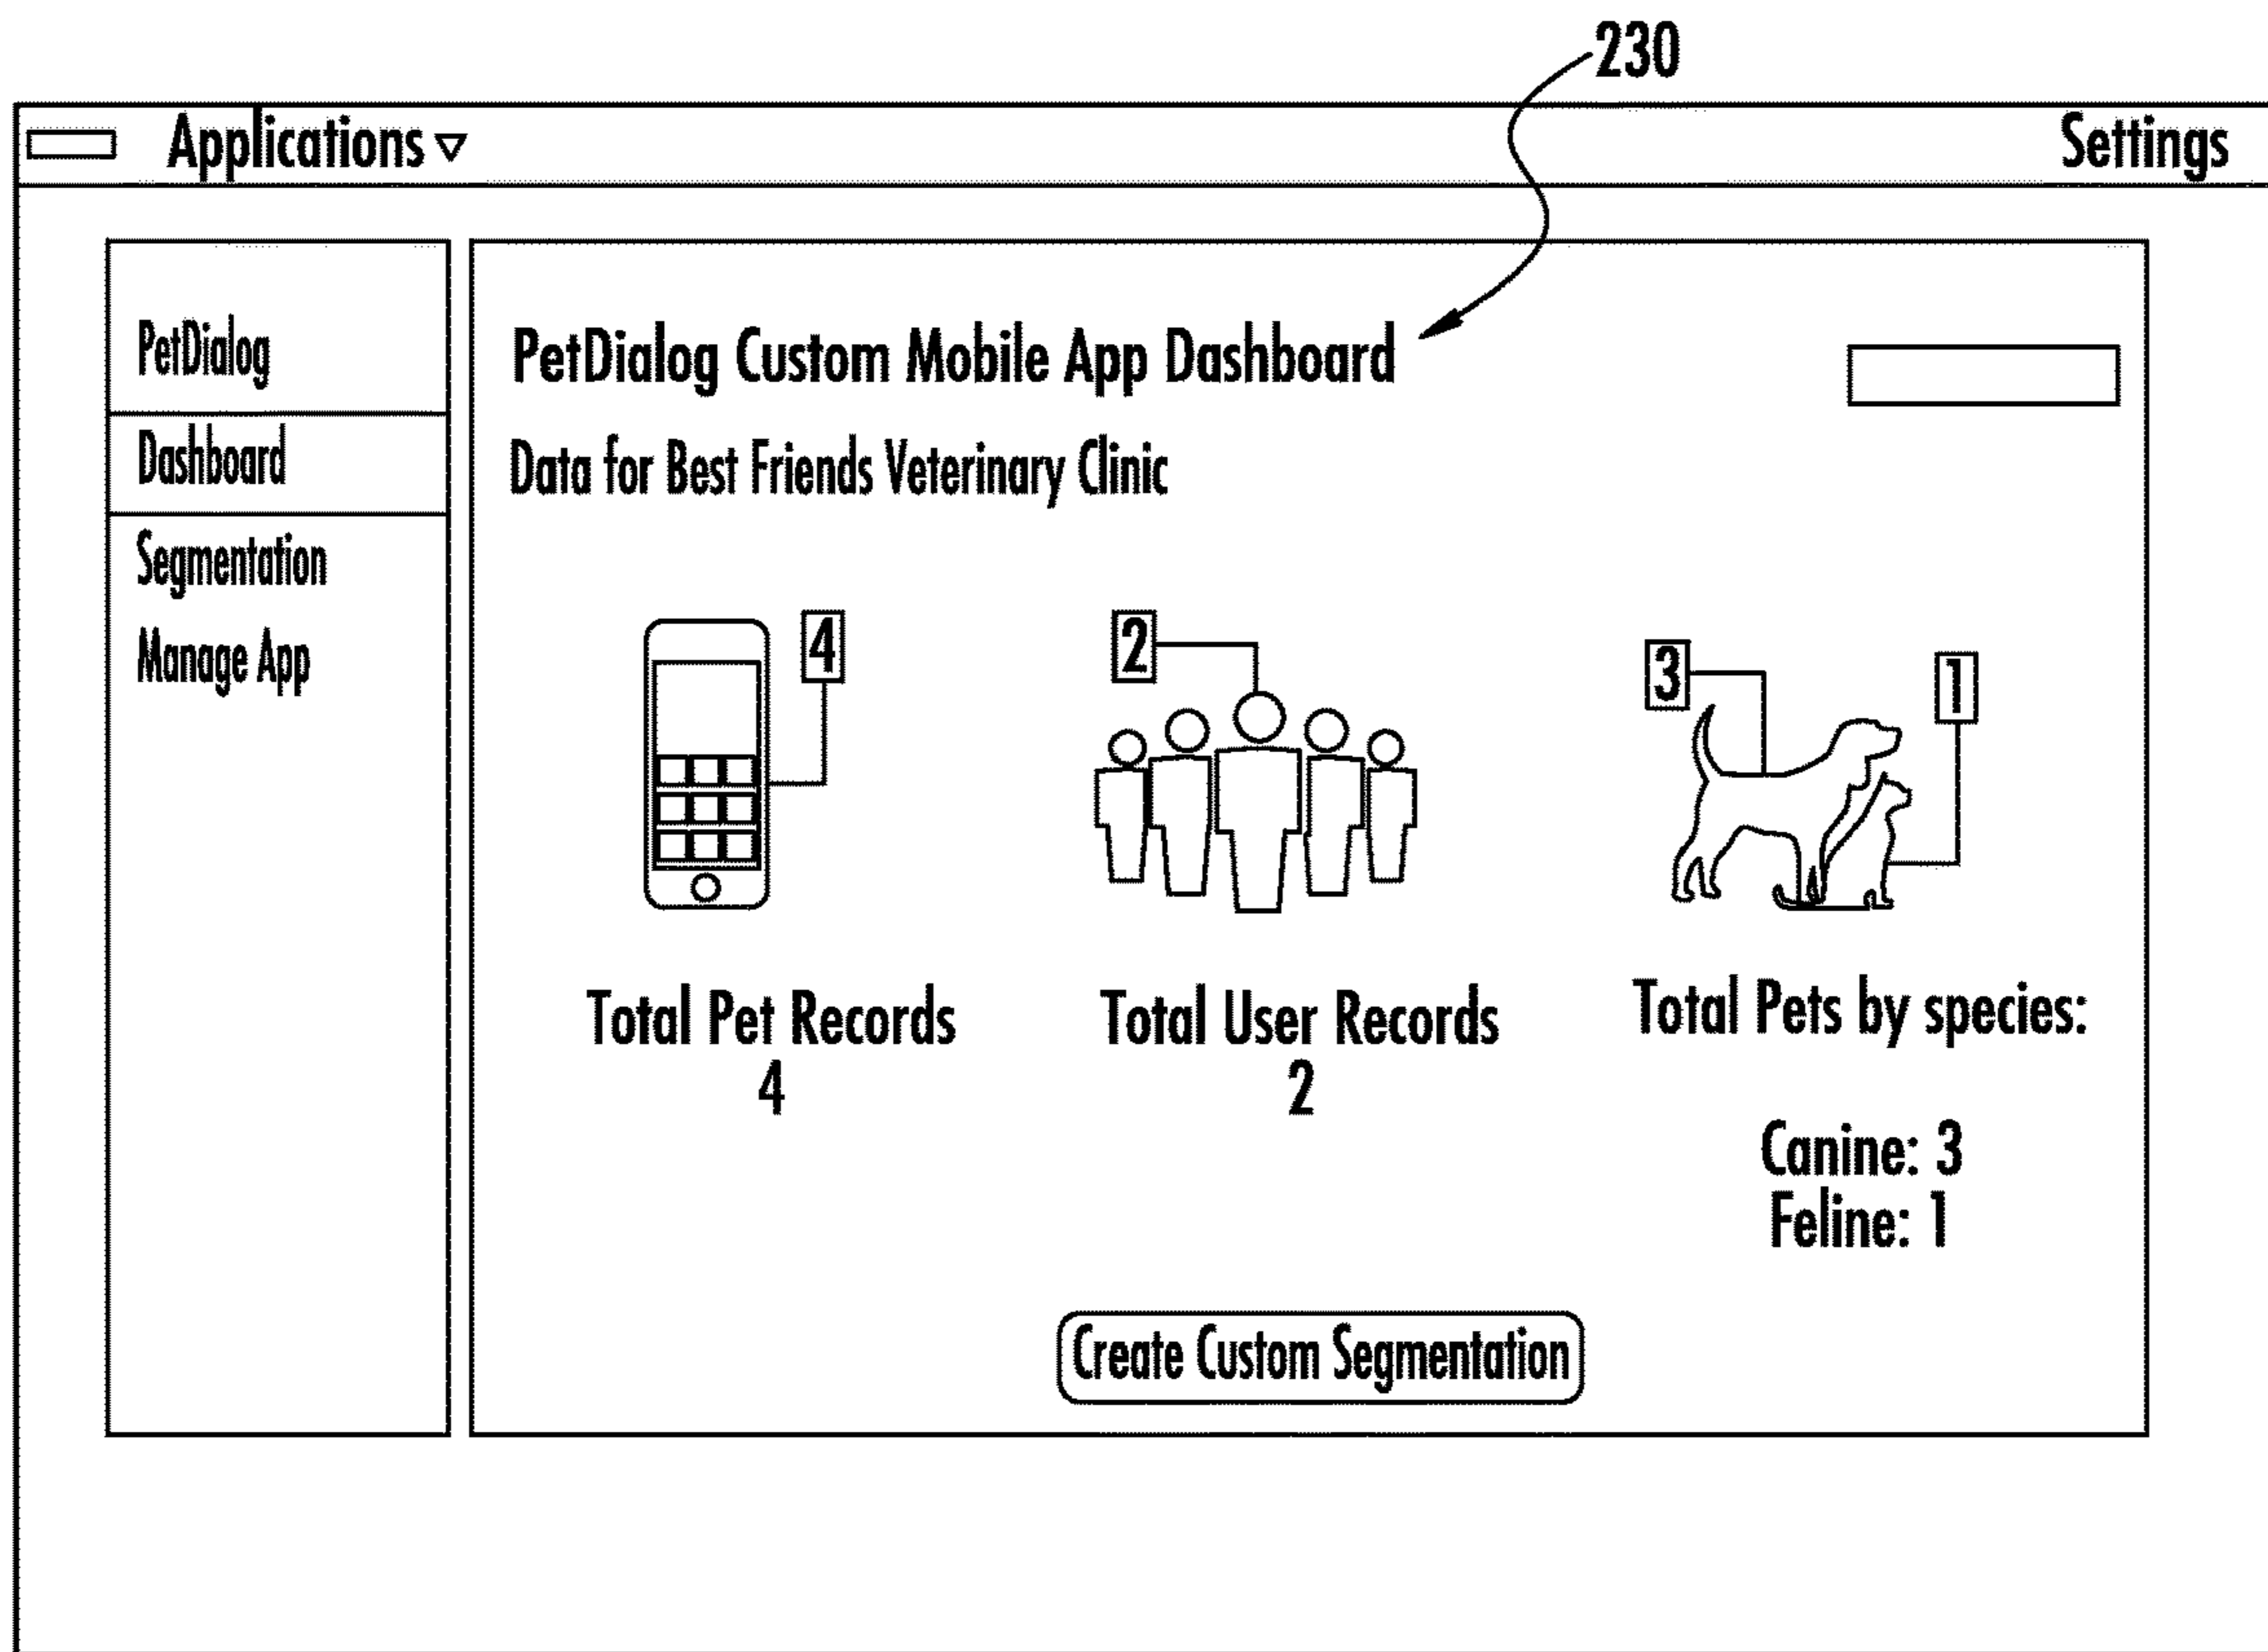 230
Applications ▽
Settings
PetDialog
Dashboard
Segmentation
Manage App
PetDialog Custom Mobile App Dashboard
Data for Best Friends Veterinary Clinic
4
2
3
1
Total Pet Records
4
Total User Records
2
Total Pets by species:
Canine: 3
Feline: 1
Create Custom Segmentation